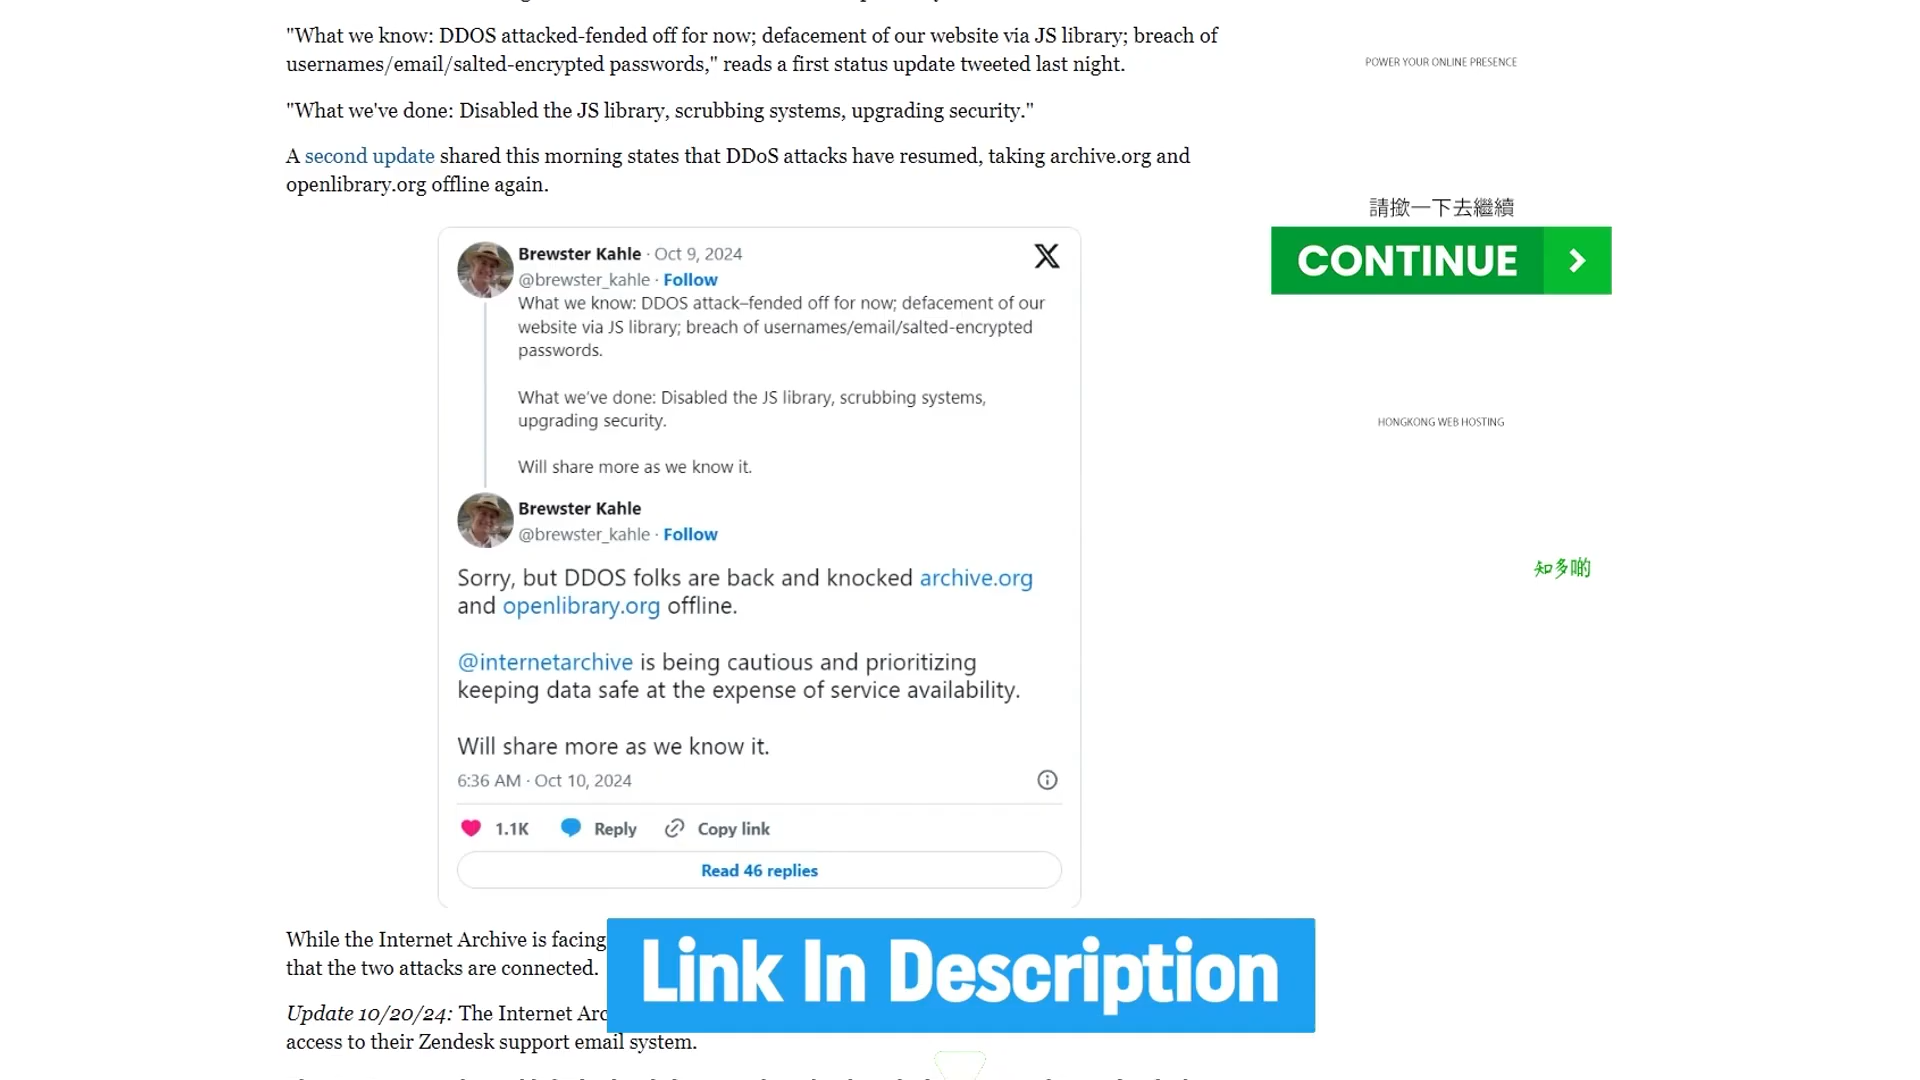 "What we know: DDOS attacked-fended off for now; defacement of our website via JS library; breach of
usernames/email/salted-encrypted passwords," reads a first status update tweeted last night.
"What we've done: Disabled the JS library, scrubbing systems, upgrading security."
A second update shared this morning states that DDoS attacks have resumed, taking archive.org and
openlibrary.org offline again.
Brewster Kahle · Oct 9, 2024
@brewster_kahle · Follow
What we know: DDOS attack–fended off for now; defacement of our
website via JS library; breach of usernames/email/salted-encrypted
passwords.
What we've done: Disabled the JS library, scrubbing systems,
upgrading security.
Will share more as we know it.
Brewster Kahle
@brewster_kahle · Follow
Sorry, but DDOS folks are back and knocked archive.org
and openlibrary.org offline.
@internetarchive is being cautious and prioritizing
keeping data safe at the expense of service availability.
Will share more as we know it.
6:36 AM · Oct 10, 2024
1.1K Reply Copy link
Read 46 replies
While the Internet Archive is facing
that the two attacks are connected.
Update 10/20/24: The Internet Arc
access to their Zendesk support email system.
Link In Description
POWER YOUR ONLINE PRESENCE
請撳一下去繼續
CONTINUE
HONGKONG WEB HOSTING
知多啲